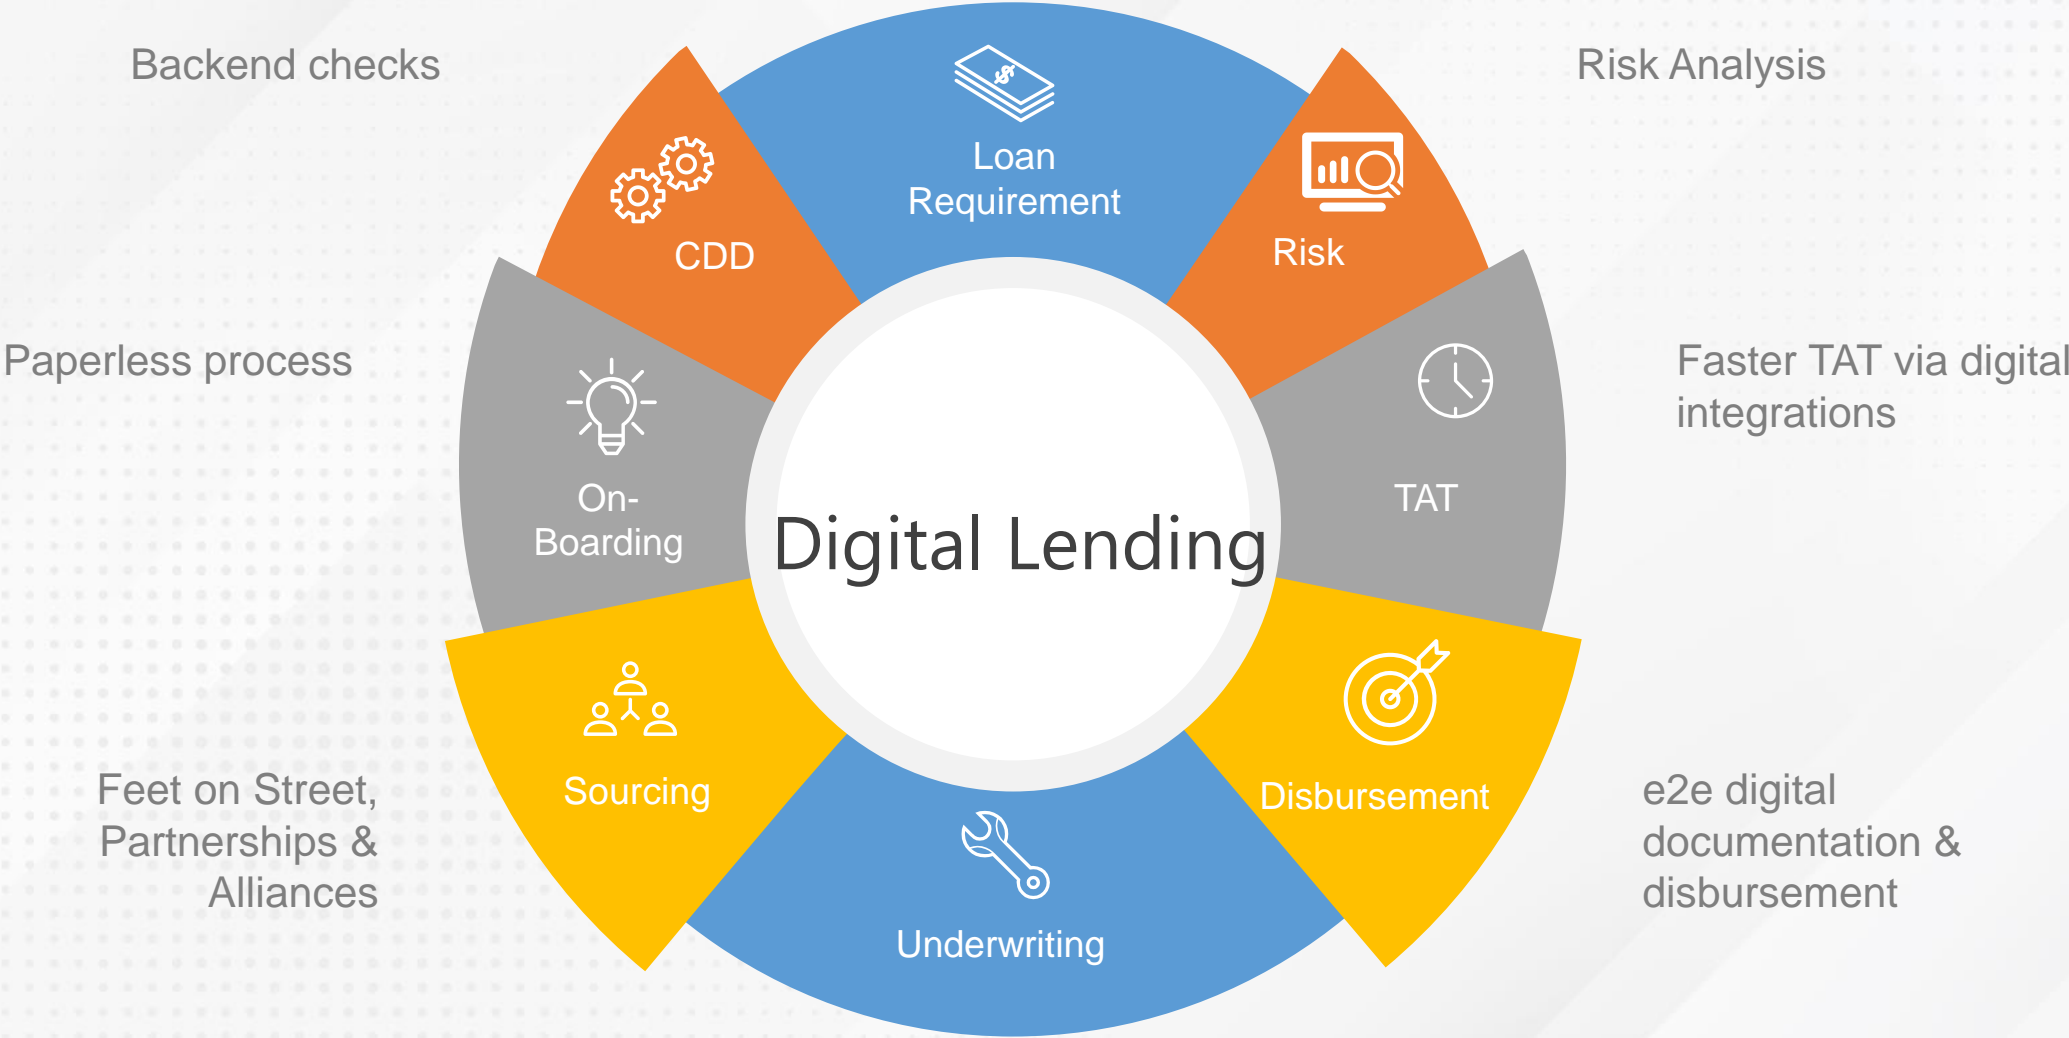 Backend checks
Risk Analysis
Loan
Requirement
CDD
Risk
Paperless process
Faster TAT via digital
integrations
On-
Boarding
TAT
Digital Lending
Sourcing
Disbursement
Feet on Street,
Partnerships &
Alliances
e2e digital
documentation &
disbursement
Underwriting